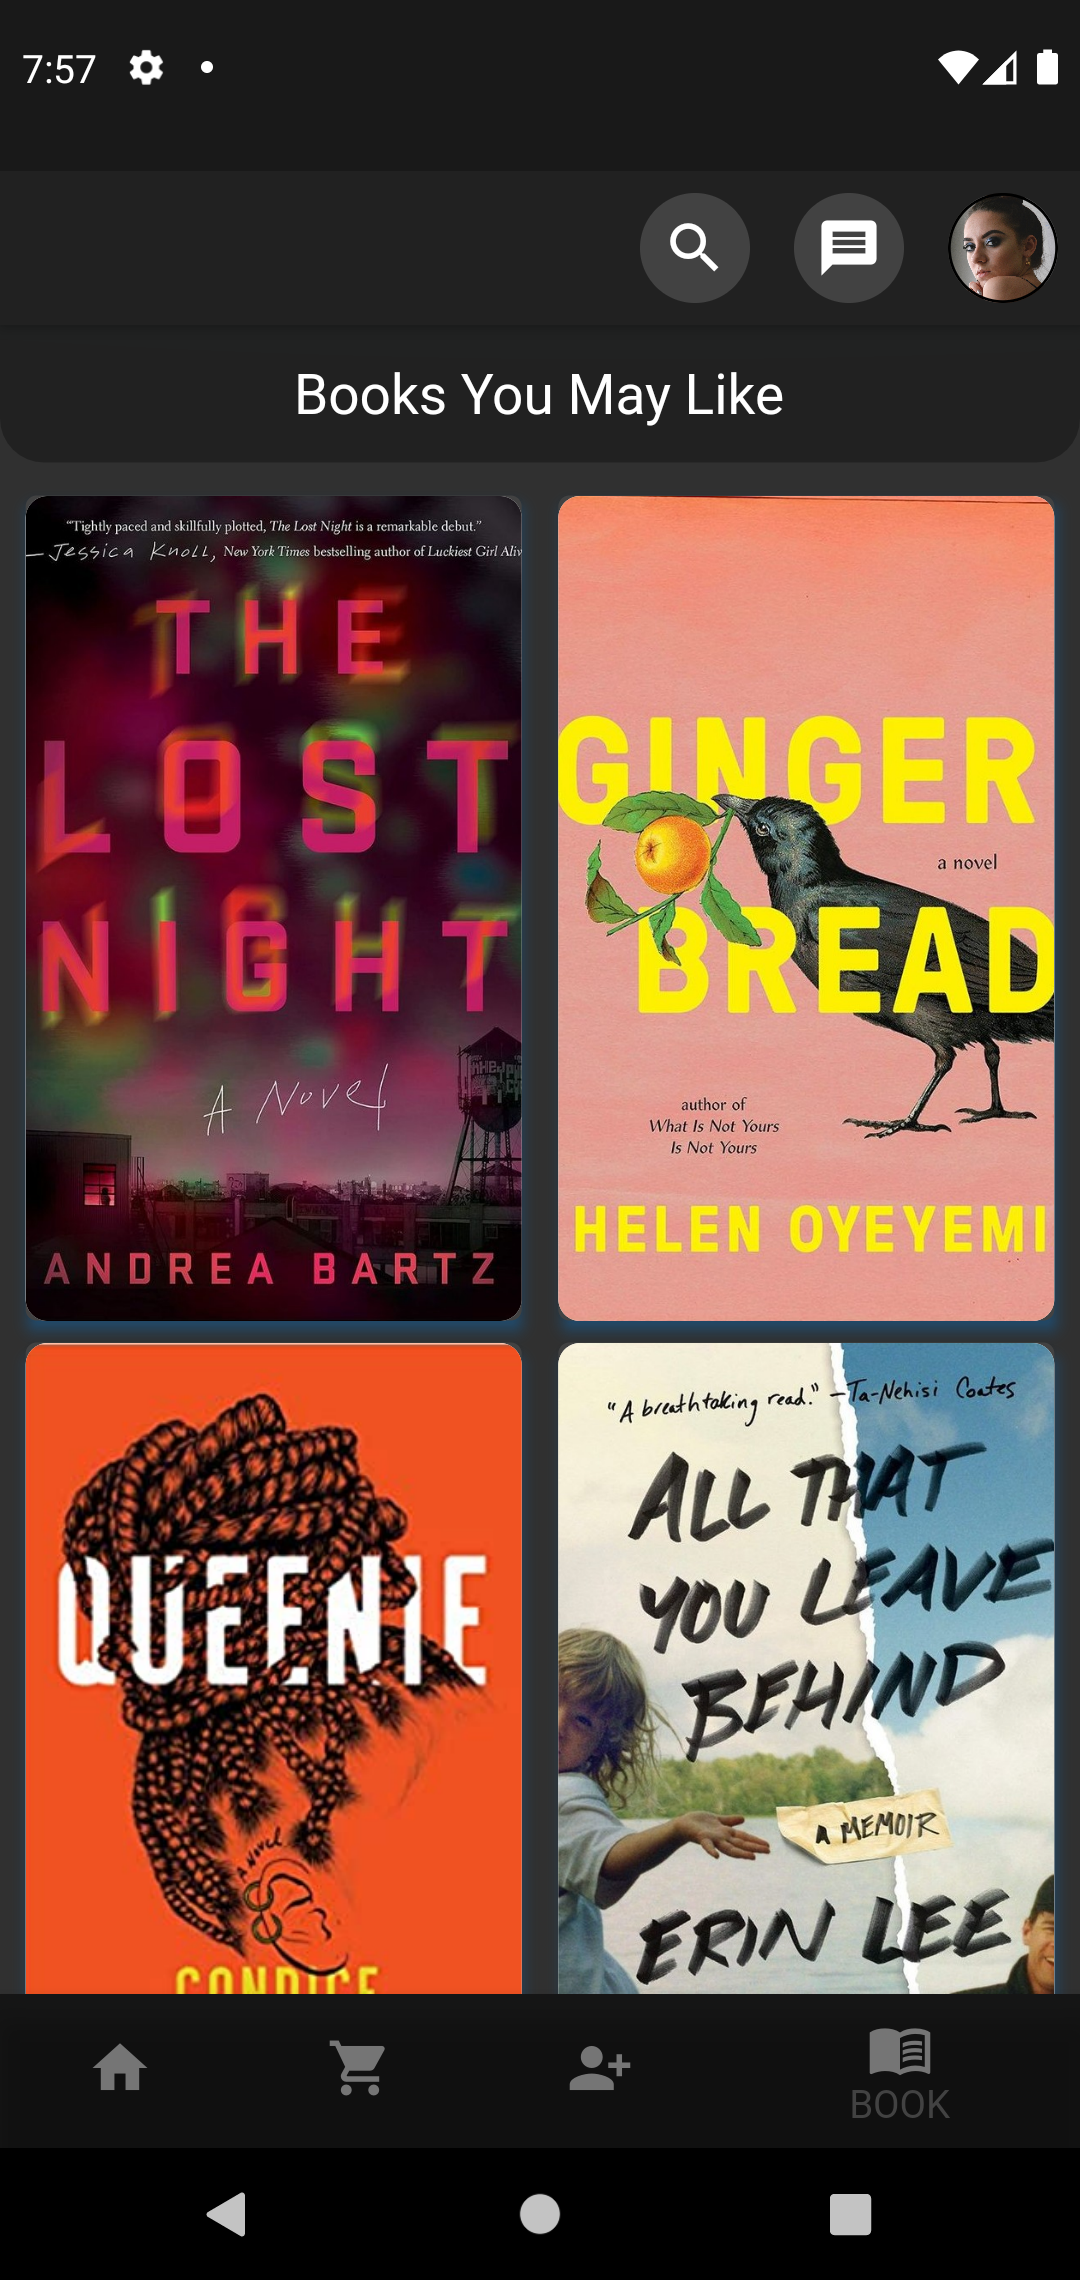 7:57
Books You May Like
“Tightly paced and skillfully plotted, The Lost Night is a remarkable debut.”
—Jessica Knoll, New York Times bestselling author of Luckiest Girl Aliv
THE
LOST
NIGHT
A Novel
ANDREA BARTZ
GINGER
a novel
BREAD
author of
What Is Not Yours
Is Not Yours
HELEN OYEYEMI
QUEENIE
A NOVEL
CANDICE
“A breathtaking read.” —Ta-Nehisi Coates
ALL THAT
YOU LEAVE
BEHIND
A MEMOIR
ERIN LEE
BOOK